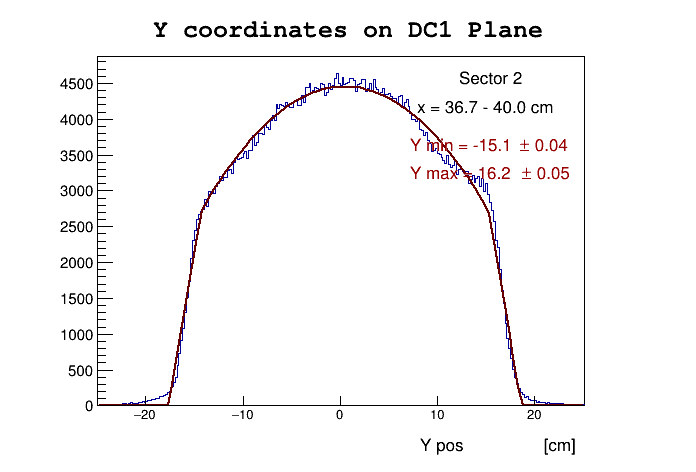 Y coordinates on DC1 Plane
Sector 2
x = 36.7 - 40.0 cm
Y min = -15.1 ± 0.04
Y max = 16.2 ± 0.05
4500
4000
3500
3000
2500
2000
1500
1000
500
0
−20 −10 0 10 20
Y pos [cm]